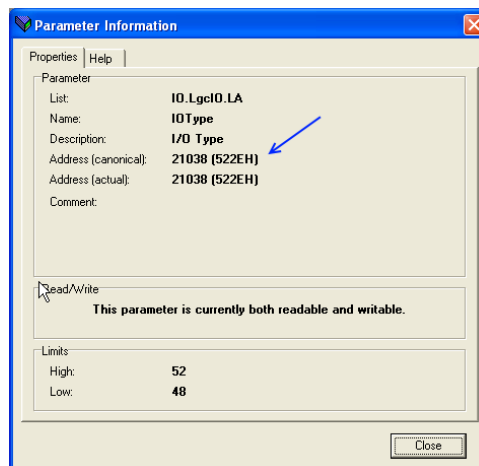 Parameter Information
Properties
Help
Parameter
List: IO.LgcIO.LA
Name: IOType
Description: I/O Type
Address (canonical): 21038 (522EH)
Address (actual): 21038 (522EH)
Comment:
Read/Write
This parameter is currently both readable and writable.
Limits
High: 52
Low: 48
Close